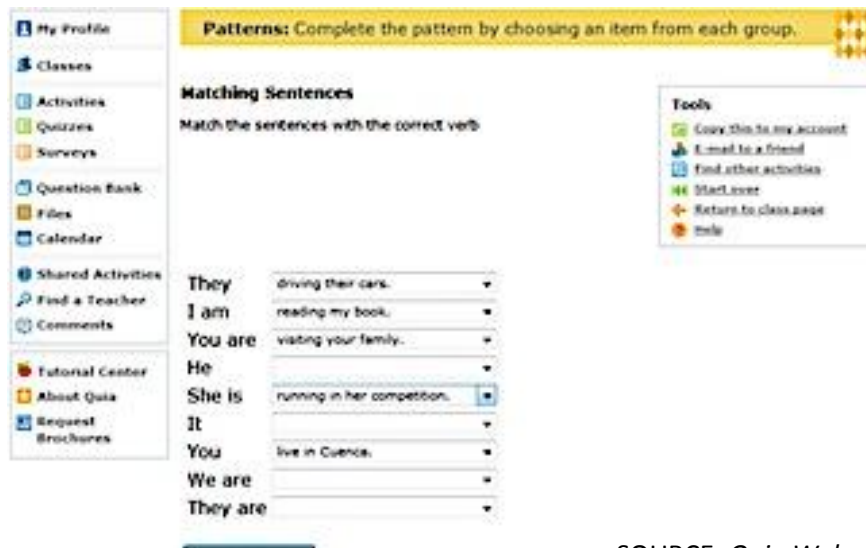 My Profile
Classes
Activities
Quizzes
Surveys
Question Bank
Files
Calendar
Shared Activities
Find a Teacher
Comments
Tutorial Center
About Quia
Request
Brochures
Patterns: Complete the pattern by choosing an item from each group.
Matching Sentences
Match the sentences with the correct verb
Tools
Copy this to my account
E-mail to a friend
Find other activities
Start over
Return to class page
Help
They driving their cars.
I am reading my book.
You are visiting your family.
He
She is running in her competition.
It
You live in Cuenca.
We are
They are
SOURCE: Quia Web